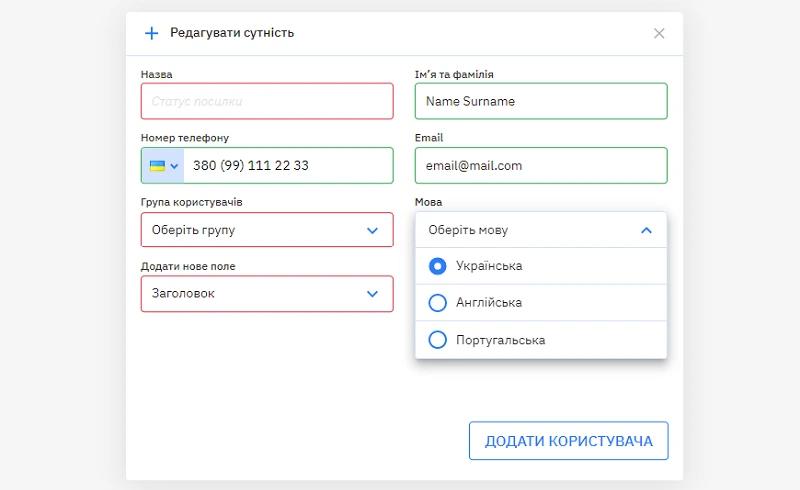 Редагувати сутність
Назва
Статус посилки
Ім’я та фамілія
Name Surname
Номер телефону
380 (99) 111 22 33
Email
email@mail.com
Група користувачів
Оберіть групу
Мова
Оберіть мову
Українська
Англійська
Португальська
Додати нове поле
Заголовок
ДОДАТИ КОРИСТУВАЧА